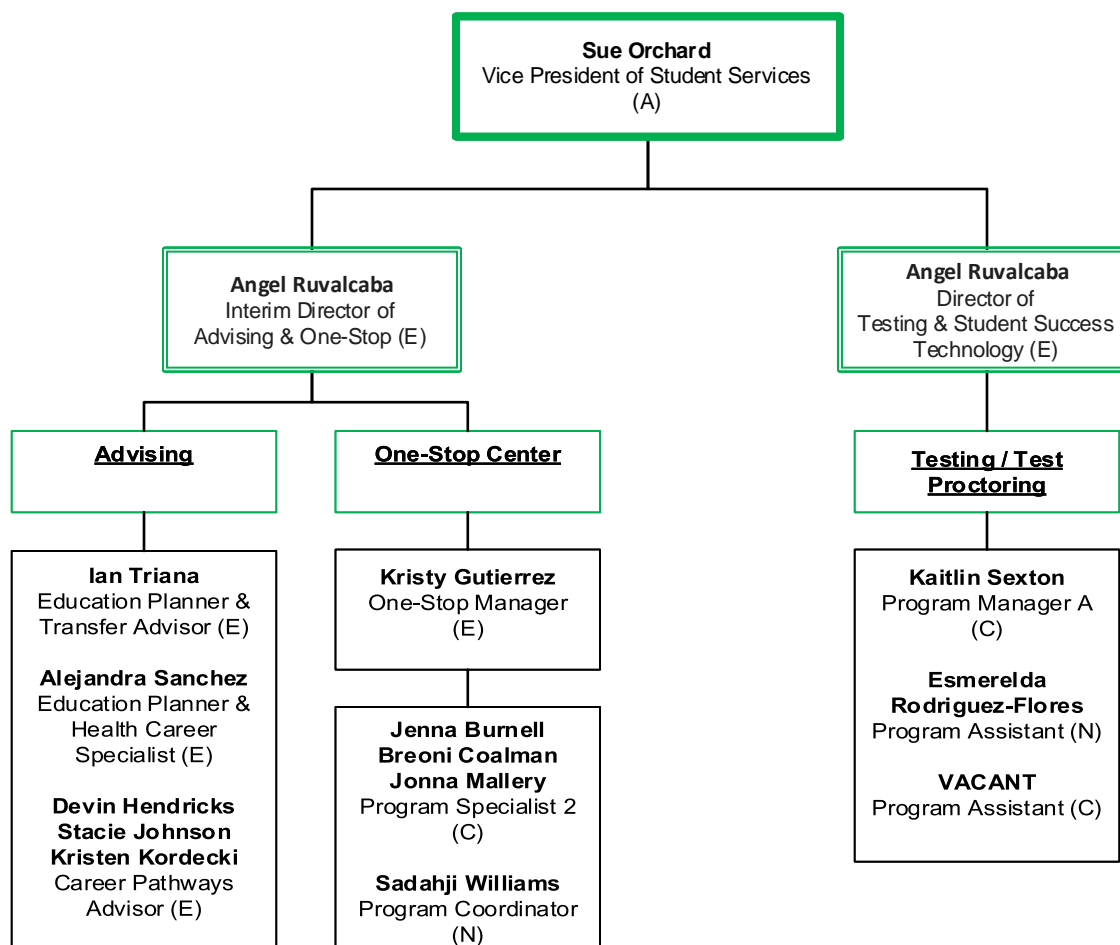 Sue Orchard
Vice President of Student Services
(A)
Angel Ruvalcaba
Interim Director of
Advising & One-Stop (E)
Angel Ruvalcaba
Director of
Testing & Student Success
Technology (E)
Advising
One-Stop Center
Testing / Test
Proctoring
Ian Triana
Education Planner &
Transfer Advisor (E)
Alejandra Sanchez
Education Planner &
Health Career
Specialist (E)
Devin Hendricks
Stacie Johnson
Kristen Kordecki
Career Pathways
Advisor (E)
Kristy Gutierrez
One-Stop Manager
(E)
Jenna Burnell
Breoni Coalman
Jonna Mallery
Program Specialist 2
(C)
Sadahji Williams
Program Coordinator
(N)
Kaitlin Sexton
Program Manager A
(C)
Esmerelda
Rodriguez-Flores
Program Assistant (N)
VACANT
Program Assistant (C)